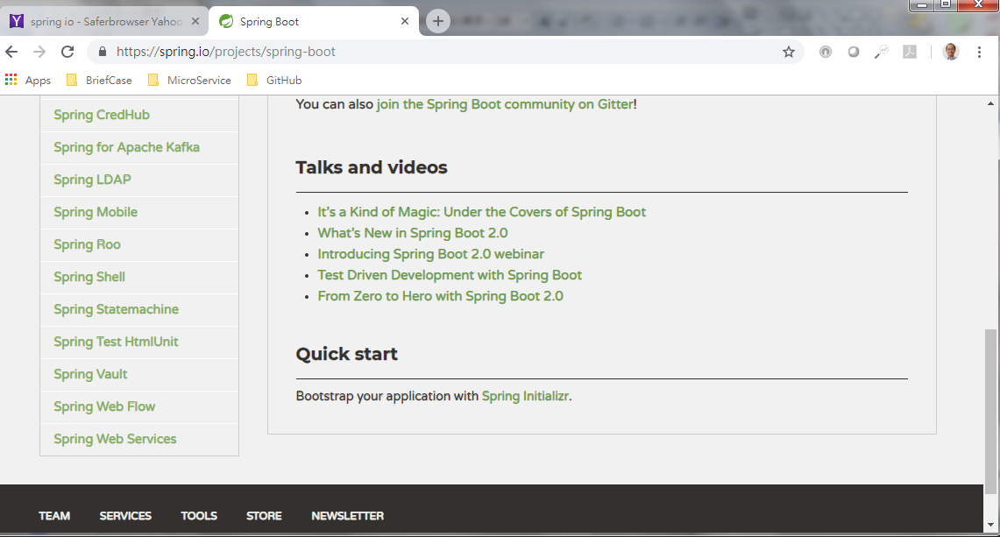 spring io - Saferbrowser Yahoo
Spring Boot
https://spring.io/projects/spring-boot
Apps
BriefCase
MicroService
GitHub
Spring CredHub
Spring for Apache Kafka
Spring LDAP
Spring Mobile
Spring Roo
Spring Shell
Spring Statemachine
Spring Test HtmlUnit
Spring Vault
Spring Web Flow
Spring Web Services
You can also join the Spring Boot community on Gitter!
Talks and videos
• It's a Kind of Magic: Under the Covers of Spring Boot
• What's New in Spring Boot 2.0
• Introducing Spring Boot 2.0 webinar
• Test Driven Development with Spring Boot
• From Zero to Hero with Spring Boot 2.0
Quick start
Bootstrap your application with Spring Initializr.
TEAM SERVICES TOOLS STORE NEWSLETTER